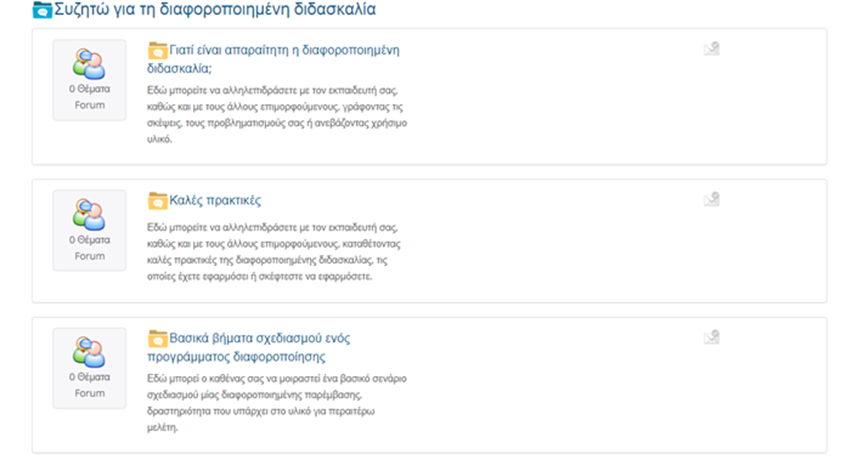 Συζητώ για τη διαφοροποιημένη διδασκαλία
0 Θέματα
Forum
Γιατί είναι απαραίτητη η διαφοροποιημένη
διδασκαλία;
Εδώ μπορείτε να αλληλεπιδράσετε με τον εκπαιδευτή σας,
καθώς και με τους άλλους επιμορφούμενους, γράφοντας τις
σκέψεις, τους προβληματισμούς σας ή ανεβάζοντας χρήσιμο
υλικό.
0 Θέματα
Forum
Καλές πρακτικές
Εδώ μπορείτε να αλληλεπιδράσετε με τον εκπαιδευτή σας,
καθώς και με τους άλλους επιμορφούμενους, καταθέτοντας
καλές πρακτικές της διαφοροποιημένης διδασκαλίας, τις
οποίες έχετε εφαρμόσει ή σκέφτεστε να εφαρμόσετε.
0 Θέματα
Forum
Βασικά βήματα σχεδιασμού ενός
προγράμματος διαφοροποίησης
Εδώ μπορεί ο καθένας σας να μοιραστεί ένα βασικό σενάριο
σχεδιασμού μίας διαφοροποιημένης παρέμβασης,
δραστηριότητα που υπάρχει στο υλικό για περαιτέρω
μελέτη.